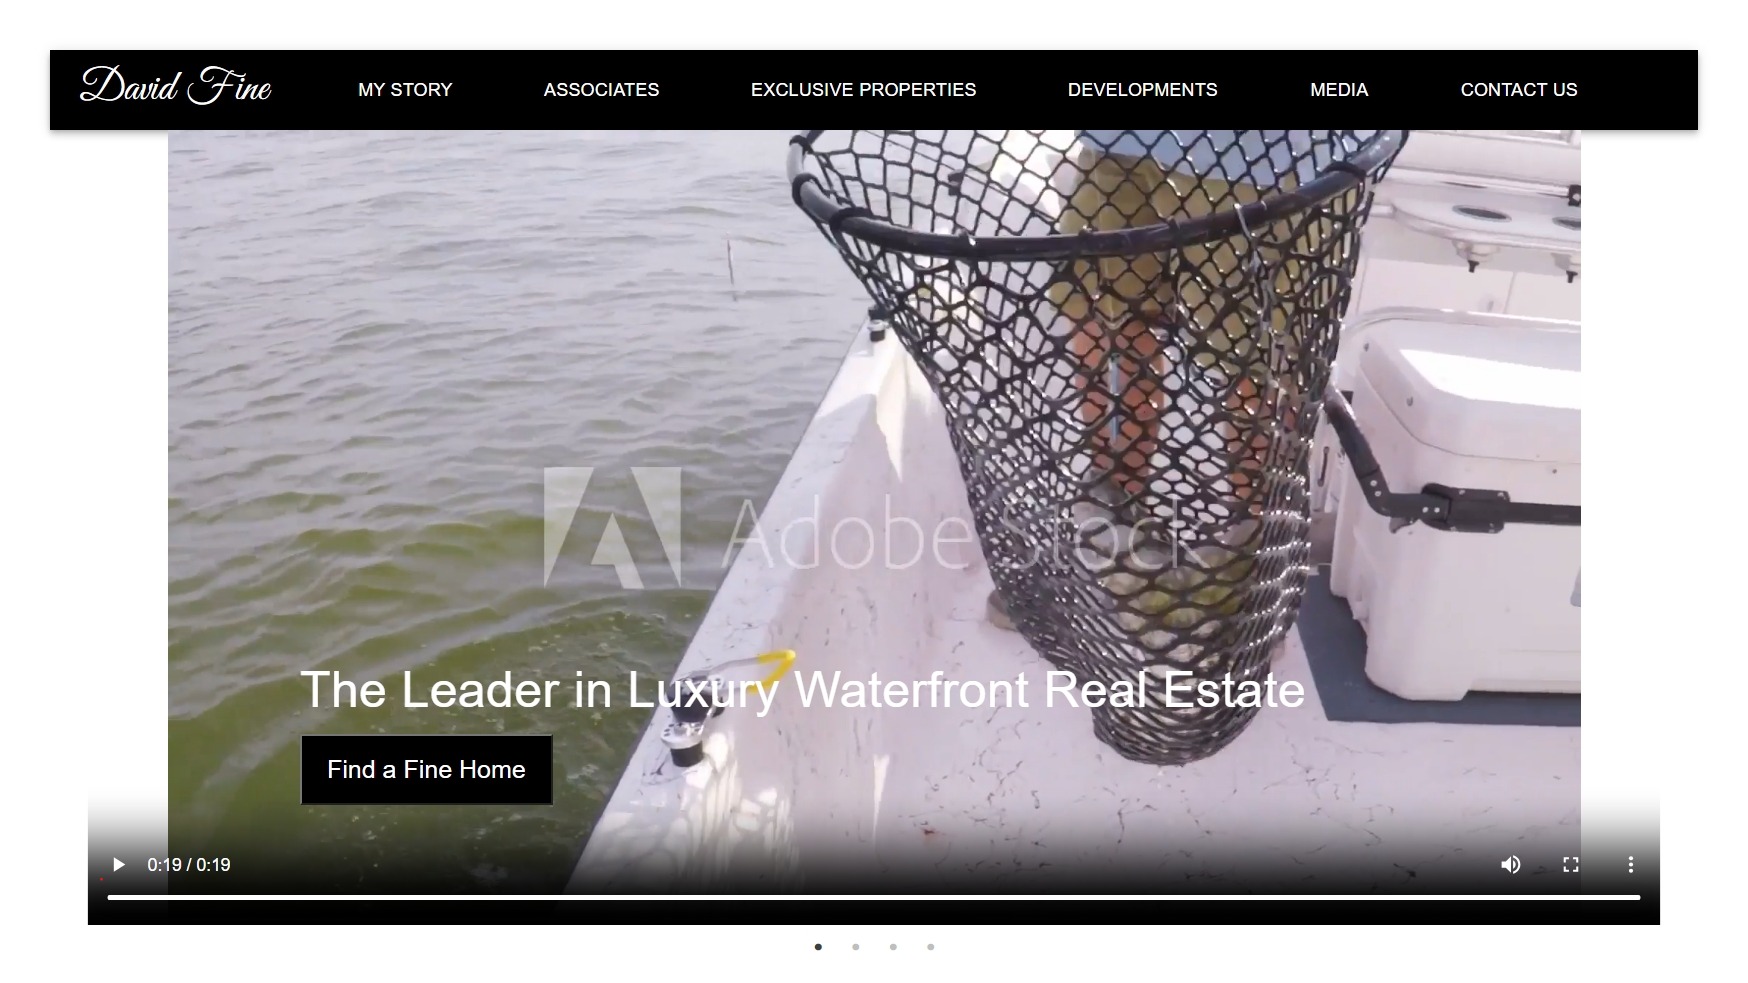 David Fine MY STORY ASSOCIATES EXCLUSIVE PROPERTIES DEVELOPMENTS MEDIA CONTACT US
Adobe Stock
The Leader in Luxury Waterfront Real Estate
Find a Fine Home
0:19 / 0:19